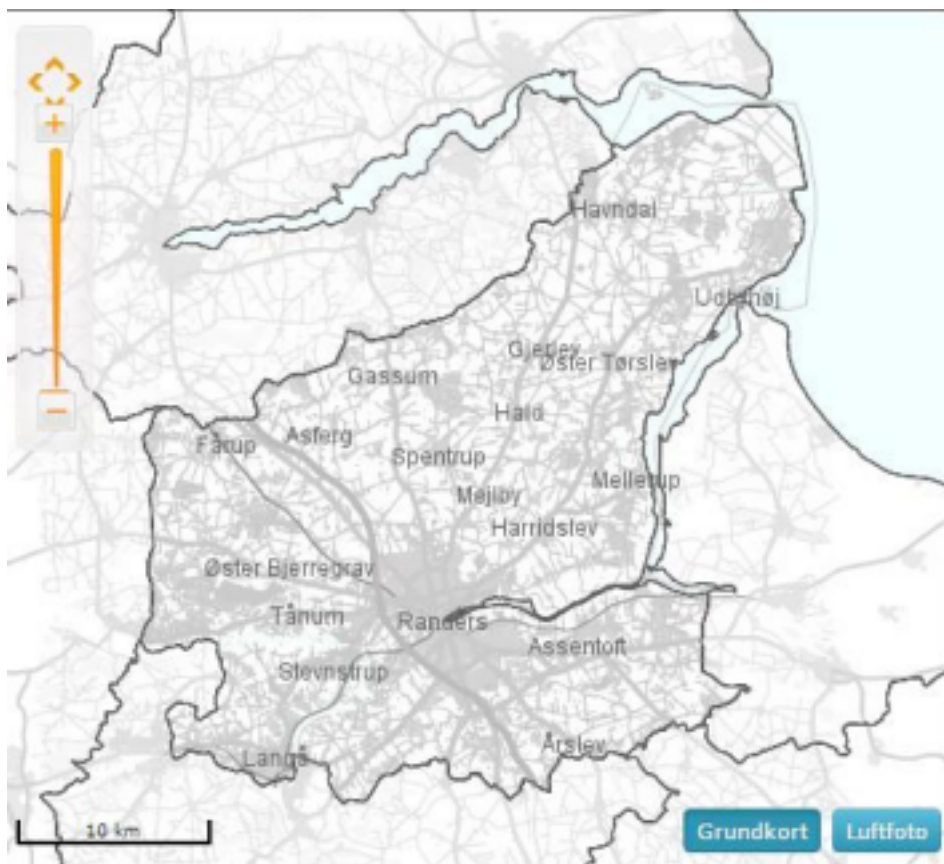 Havndal
Udbyhøj
Gjerlev
Øster Tørslev
Gassum
Hald
Asferg
Fårup
Spentrup
Mellerup
Mejlby
Harridslev
Øster Bjerregrav
Tånum
Randers
Assentoft
Stevnstrup
Årslev
Langå
10 km
Grundkort
Luftfoto